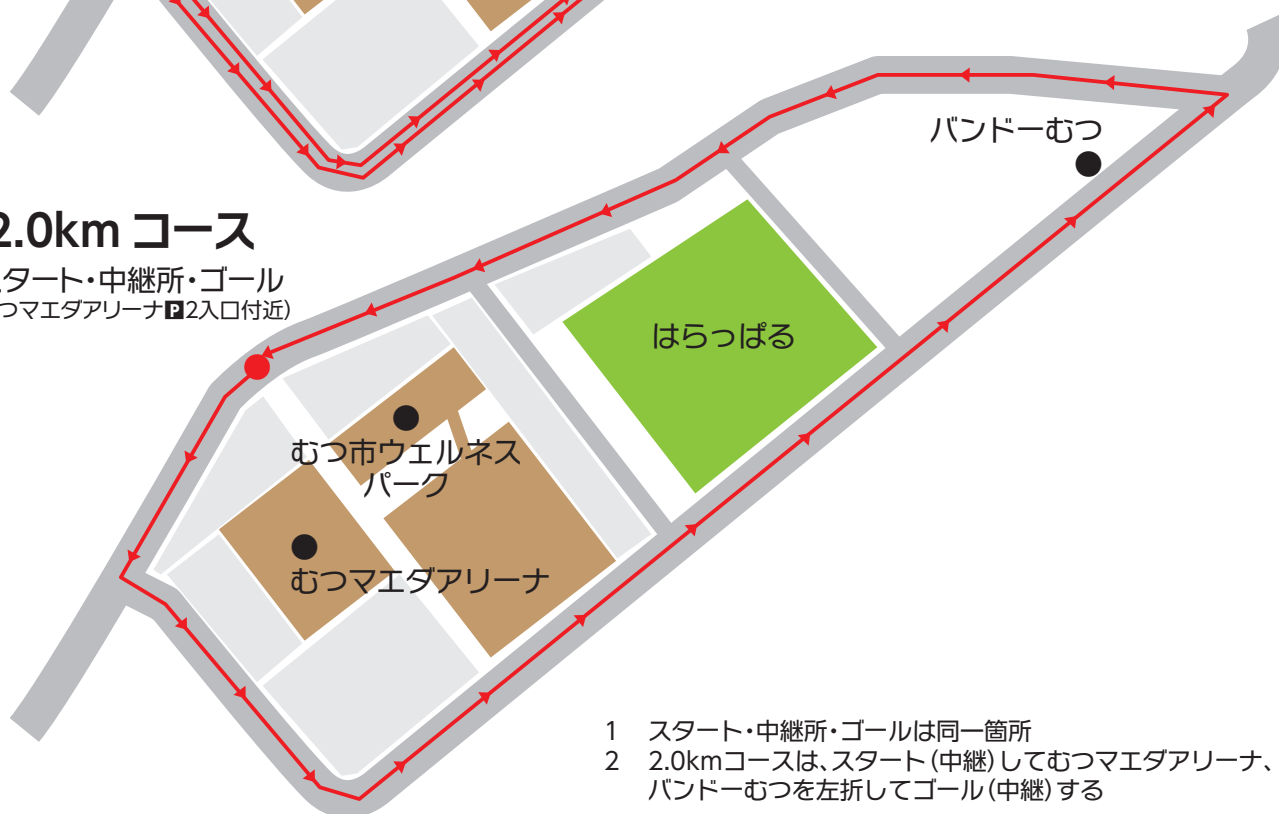 バンドーむつ
2.0km コース
スタート・中継所・ゴール
つマエダアリーナP2入口付近)
はらっぱる
むつ市ウェルネス
パーク
むつマエダアリーナ
1 スタート・中継所・ゴールは同一箇所
2 2.0kmコースは、スタート(中継)してむつマエダアリーナ、
バンドーむつを左折してゴール(中継)する